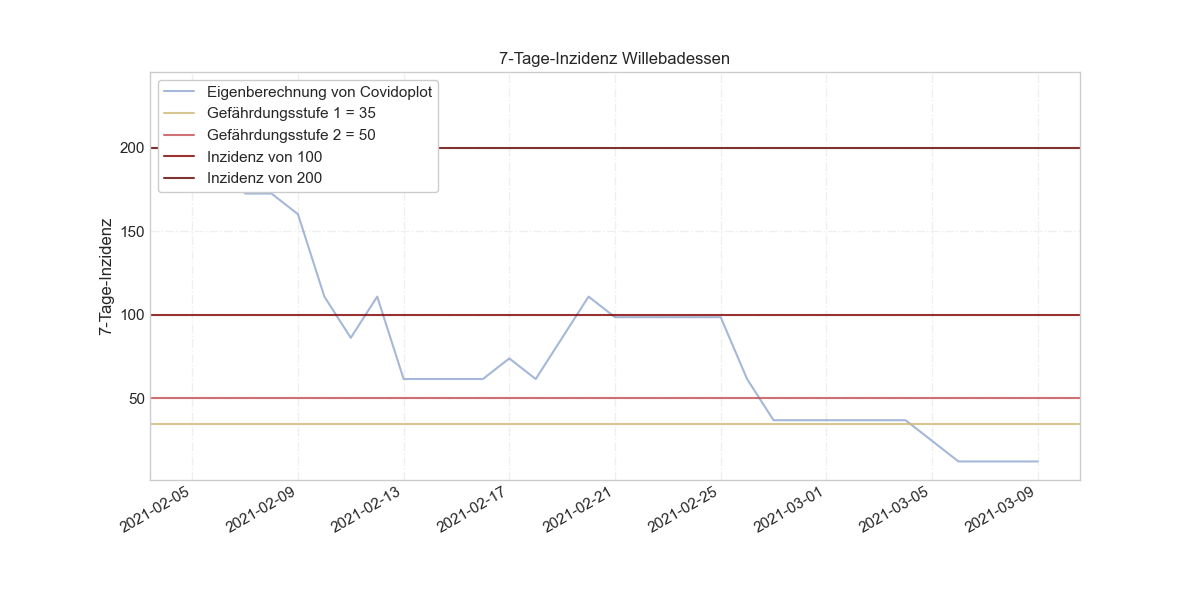 7-Tage-Inzidenz Willebadessen
Eigenberechnung von Covidoplot
Gefährdungsstufe 1 = 35
Gefährdungsstufe 2 = 50
Inzidenz von 100
Inzidenz von 200
7-Tage-Inzidenz
200
150
100
50
2021-02-05
2021-02-09
2021-02-13
2021-02-17
2021-02-21
2021-02-25
2021-03-01
2021-03-05
2021-03-09